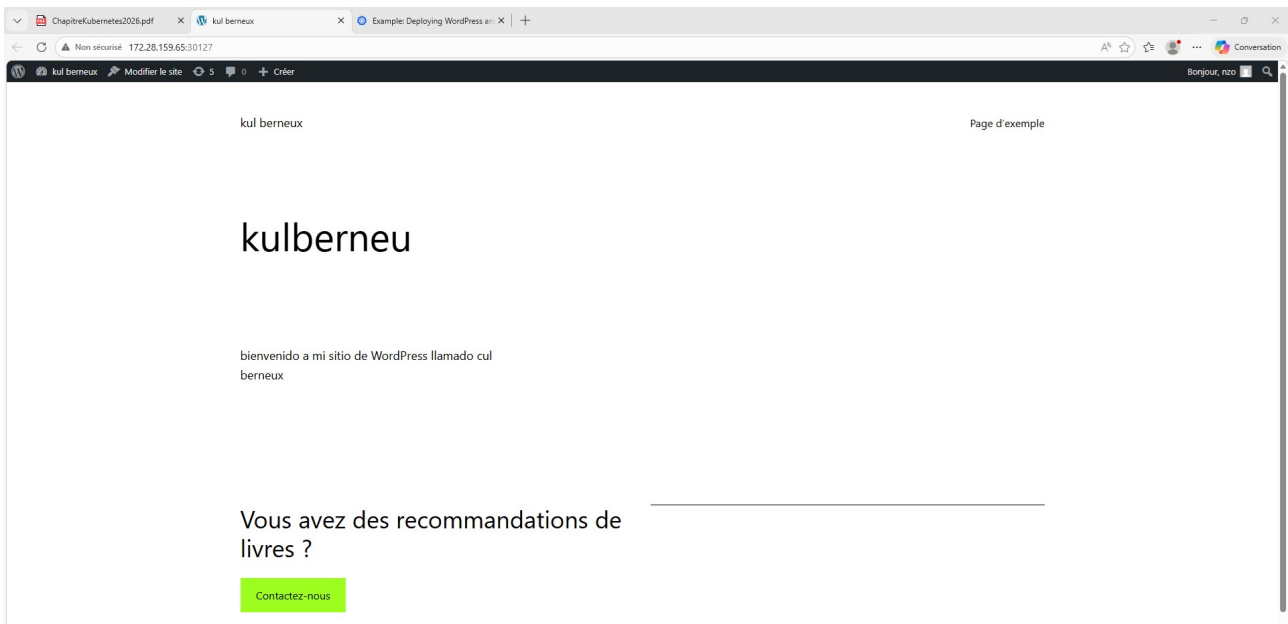 ChapitreKubernetes2026.pdf
kul berneux
Example: Deploying WordPress an
Non sécurisé 172.28.159.65:30127
Conversation
kul berneux Modifier le site 5 0 Créer
Bonjour, nzo
kul berneux
Page d'exemple
kulberneu
bienvenido a mi sitio de WordPress llamado cul
berneux
Vous avez des recommandations de
livres ?
Contactez-nous